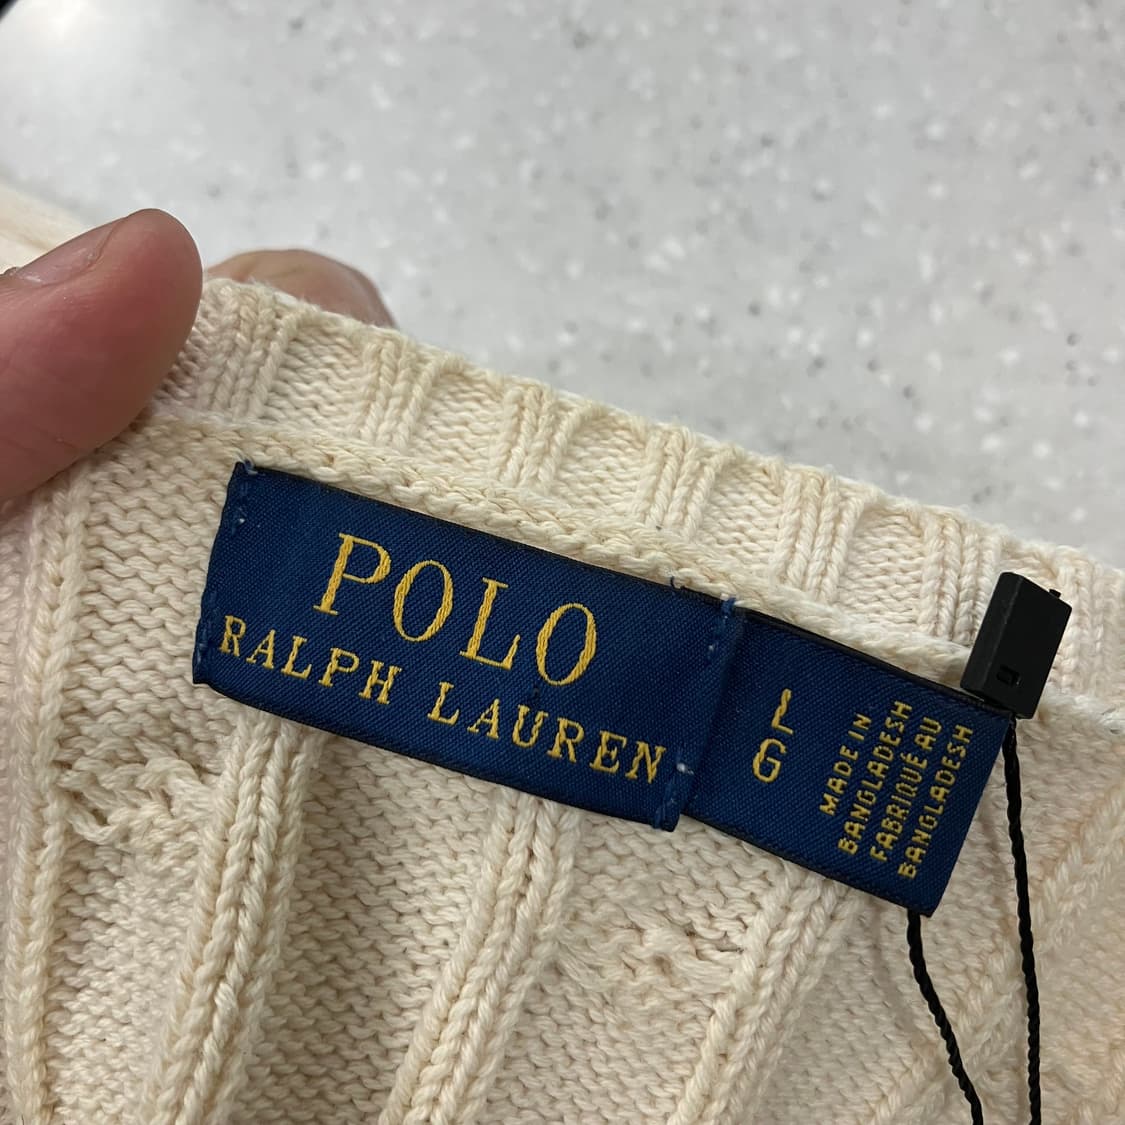 POLO
RALPH LAUREN
L
G
MADE IN
BANGLADESH
FABRIQUÉ AU
BANGLADESH